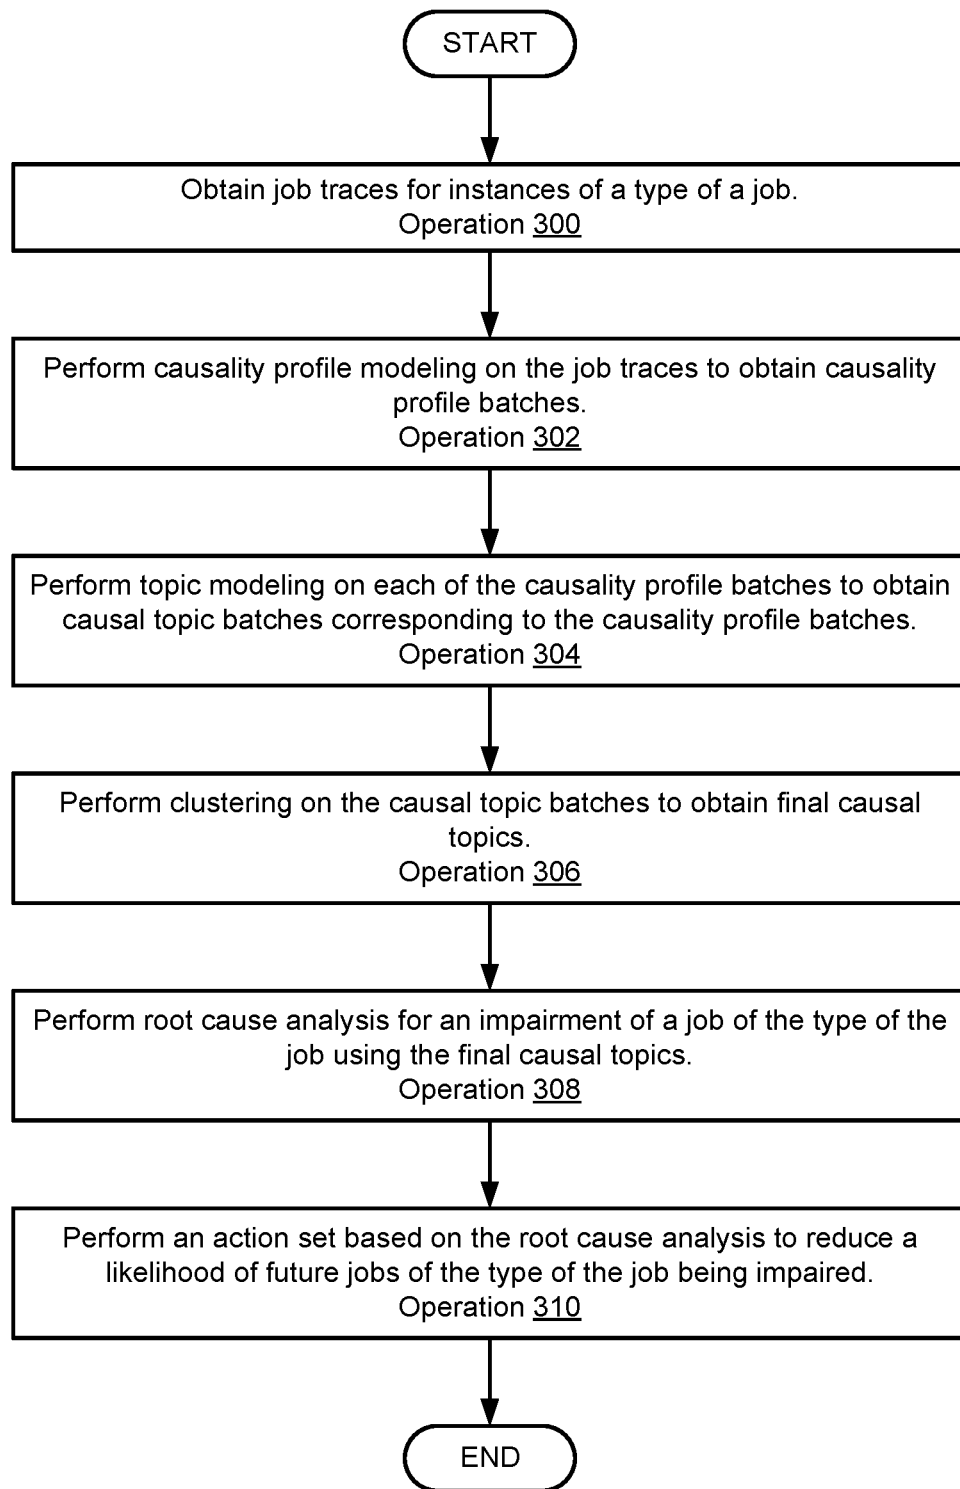 START
Obtain job traces for instances of a type of a job.
Operation 300
Perform causality profile modeling on the job traces to obtain causality
profile batches.
Operation 302
Perform topic modeling on each of the causality profile batches to obtain
causal topic batches corresponding to the causality profile batches.
Operation 304
Perform clustering on the causal topic batches to obtain final causal
topics.
Operation 306
Perform root cause analysis for an impairment of a job of the type of the
job using the final causal topics.
Operation 308
Perform an action set based on the root cause analysis to reduce a
likelihood of future jobs of the type of the job being impaired.
Operation 310
END